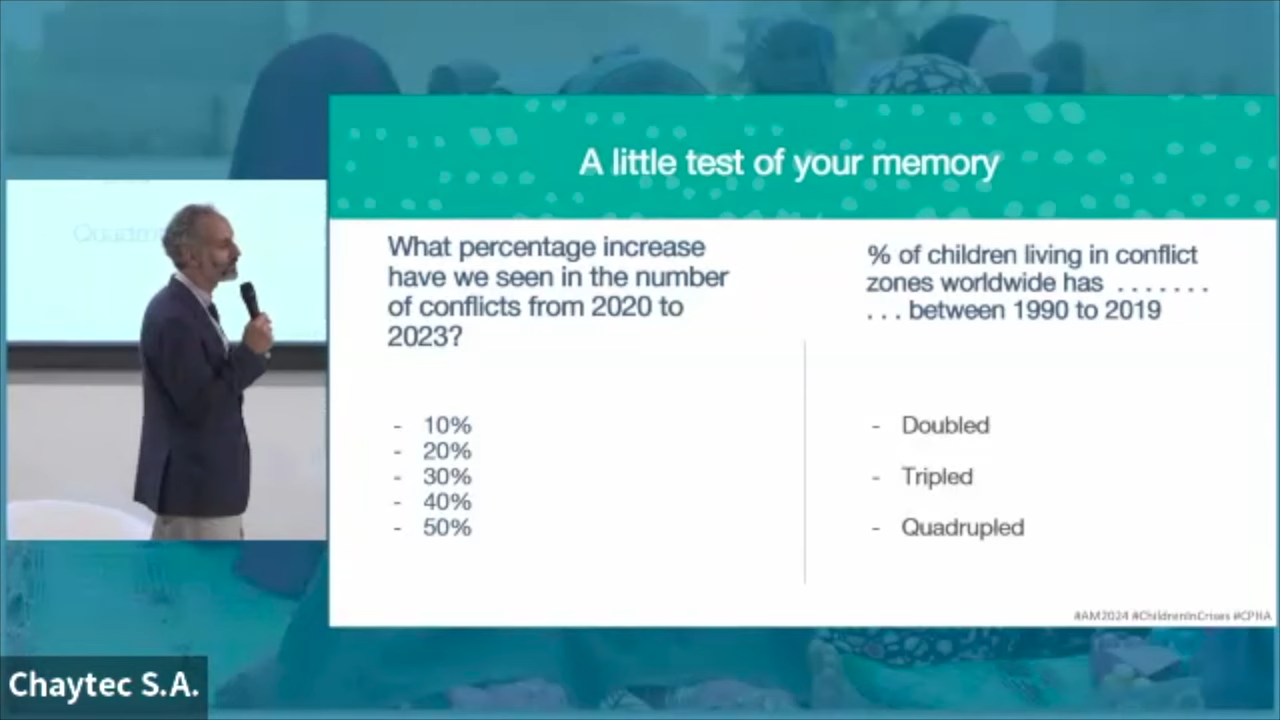 A little test of your memory
What percentage increase
have we seen in the number
of conflicts from 2020 to
2023?
- 10%
- 20%
- 30%
- 40%
- 50%
% of children living in conflict
zones worldwide has . . . . . . .
. . . between 1990 to 2019
- Doubled
- Tripled
- Quadrupled
#AM2024 #ChildrenInCrises #CPHA
Chaytec S.A.